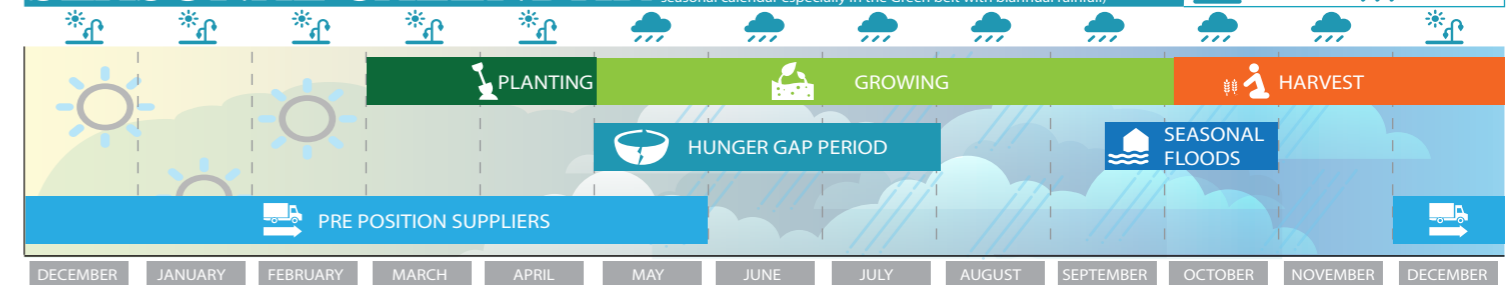 seasonal calendar especially in the Green Belt with biannual rainfall)
PLANTING
GROWING
HARVEST
HUNGER GAP PERIOD
SEASONAL
FLOODS
PRE POSITION SUPPLIERS
DECEMBER
JANUARY
FEBRUARY
MARCH
APRIL
MAY
JUNE
JULY
AUGUST
SEPTEMBER
OCTOBER
NOVEMBER
DECEMBER